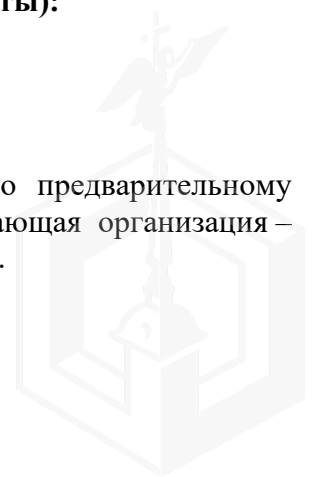 ты):
о предварительному
ающая организация –
.